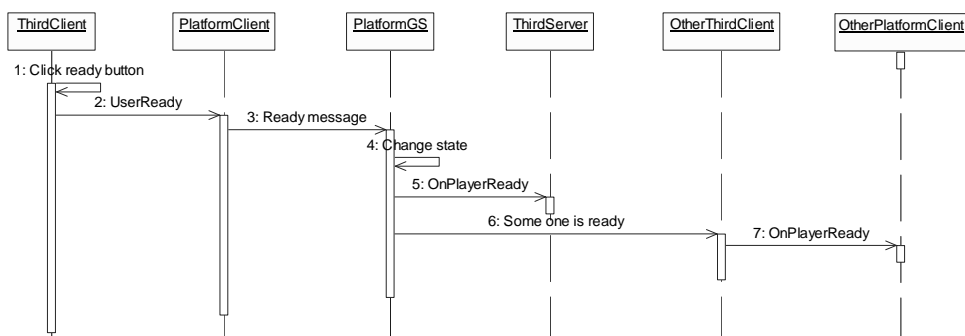 ThirdClient
PlatformClient
PlatformGS
ThirdServer
OtherThirdClient
OtherPlatformClient
1: Click ready button
2: UserReady
3: Ready message
4: Change state
5: OnPlayerReady
6: Some one is ready
7: OnPlayerReady